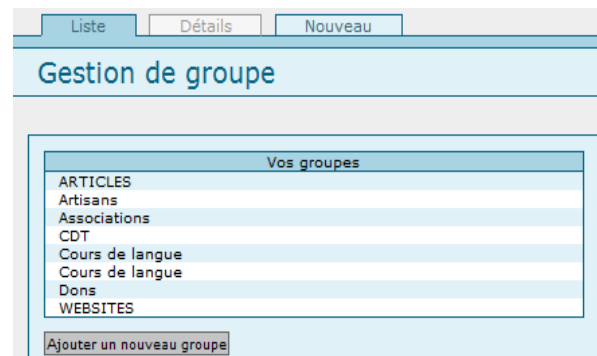 Liste Détails Nouveau
Gestion de groupe
Vos groupes
ARTICLES
Artisans
Associations
CDT
Cours de langue
Cours de langue
Dons
WEBSITES
Ajouter un nouveau groupe